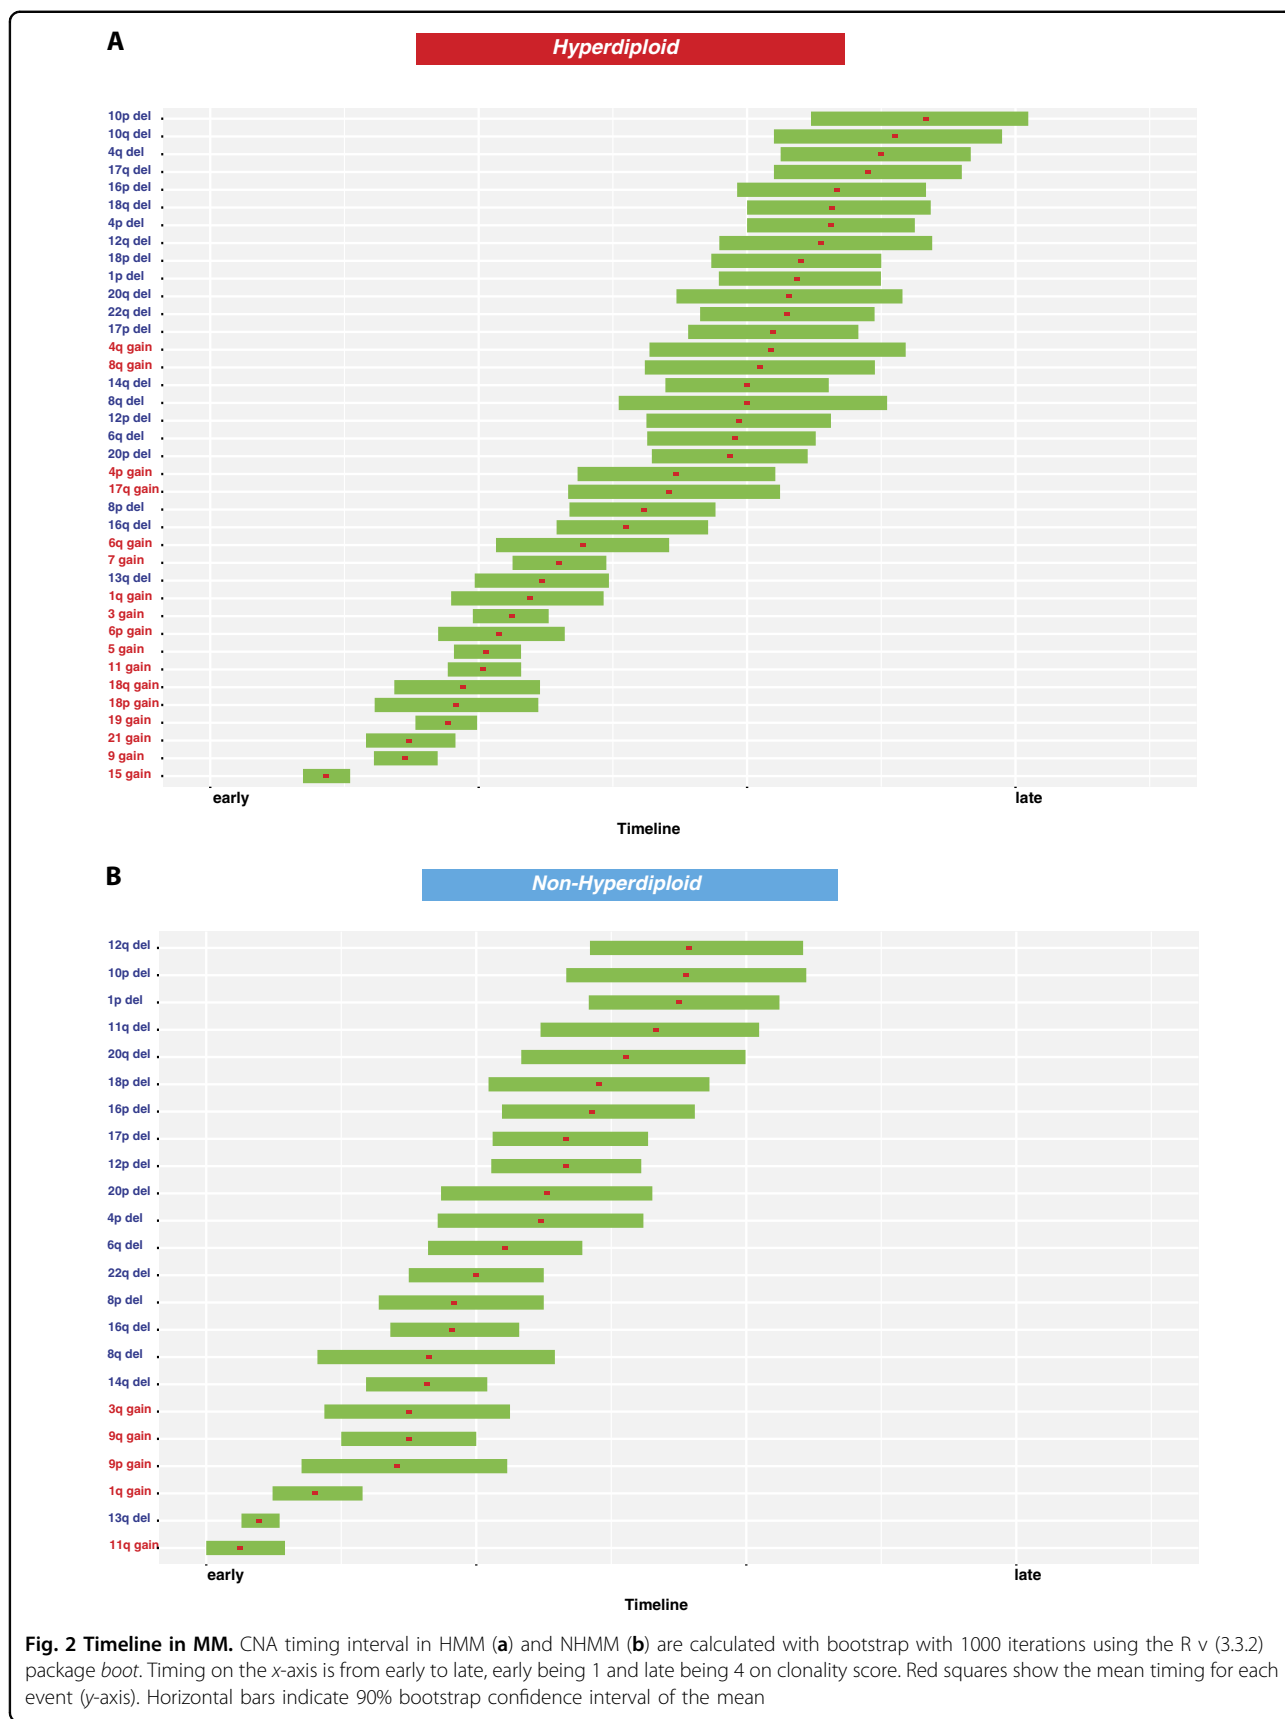 A
Hyperdiploid
10p del
10q del
4q del
17q del
16p del
18q del
4p del
12q del
18p del
1p del
20q del
22q del
17p del
4q gain
8q gain
14q del
8q del
12p del
6q del
20p del
4p gain
17q gain
8p del
16q del
6q gain
7 gain
13q del
1q gain
3 gain
6p gain
5 gain
11 gain
18q gain
18p gain
19 gain
21 gain
9 gain
15 gain
early late
Timeline
B
Non-Hyperdiploid
12q del
10p del
1p del
11q del
20q del
18p del
16p del
17p del
12p del
20p del
4p del
6q del
22q del
8p del
16q del
8q del
14q del
3q gain
9q gain
9p gain
1q gain
13q del
11q gain
early late
Timeline
Fig. 2 Timeline in MM. CNA timing interval in HMM (a) and NHMM (b) are calculated with bootstrap with 1000 iterations using the R v (3.3.2)
package boot. Timing on the x-axis is from early to late, early being 1 and late being 4 on clonality score. Red squares show the mean timing for each
event (y-axis). Horizontal bars indicate 90% bootstrap confidence interval of the mean